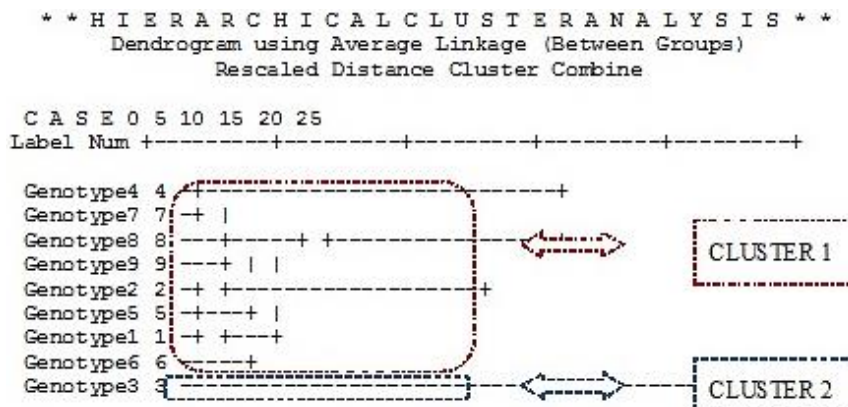 * * H I E R A R C H I C A L C L U S T E R A N A L Y S I S * *
Dendrogram using Average Linkage (Between Groups)
Rescaled Distance Cluster Combine
C A S E 0 5 10 15 20 25
Label Num +---------+---------+---------+---------+---------+
Genotype4 4 -+---------------------------+
Genotype7 7 -+ |
Genotype8 8 ---+-----+ +---------------+
Genotype9 9 ---+ | |
Genotype2 2 -+ +-------------------+
Genotype5 5 -+---+ |
Genotype1 1 -+ +---+
Genotype6 6 -----+
Genotype3 3 ---------------------------------------
CLUSTER 1
CLUSTER 2